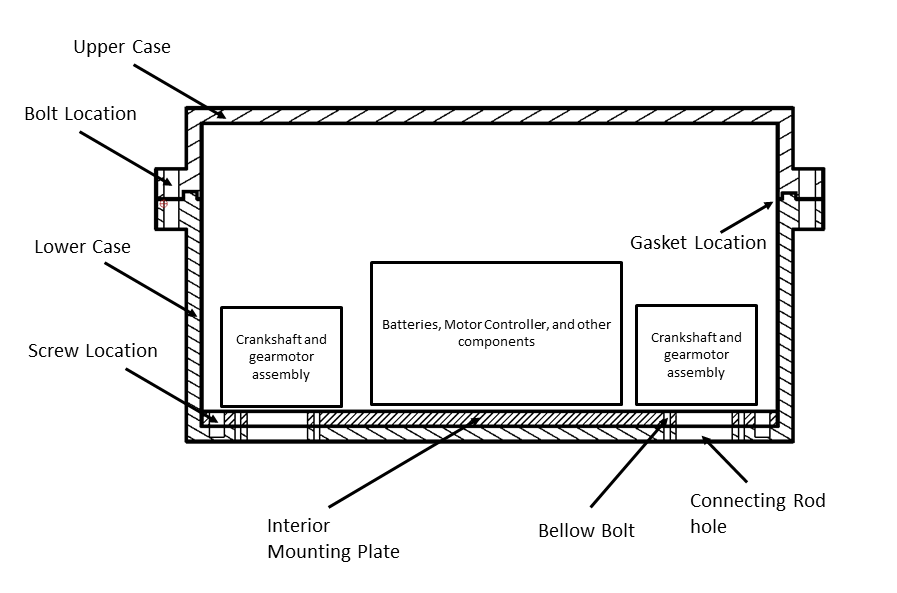 Upper Case
Bolt Location
Lower Case
Gasket Location
Screw Location
Crankshaft and
gearmotor
assembly
Batteries, Motor Controller, and other
components
Crankshaft and
gearmotor
assembly
Interior
Mounting Plate
Bellow Bolt
Connecting Rod
hole